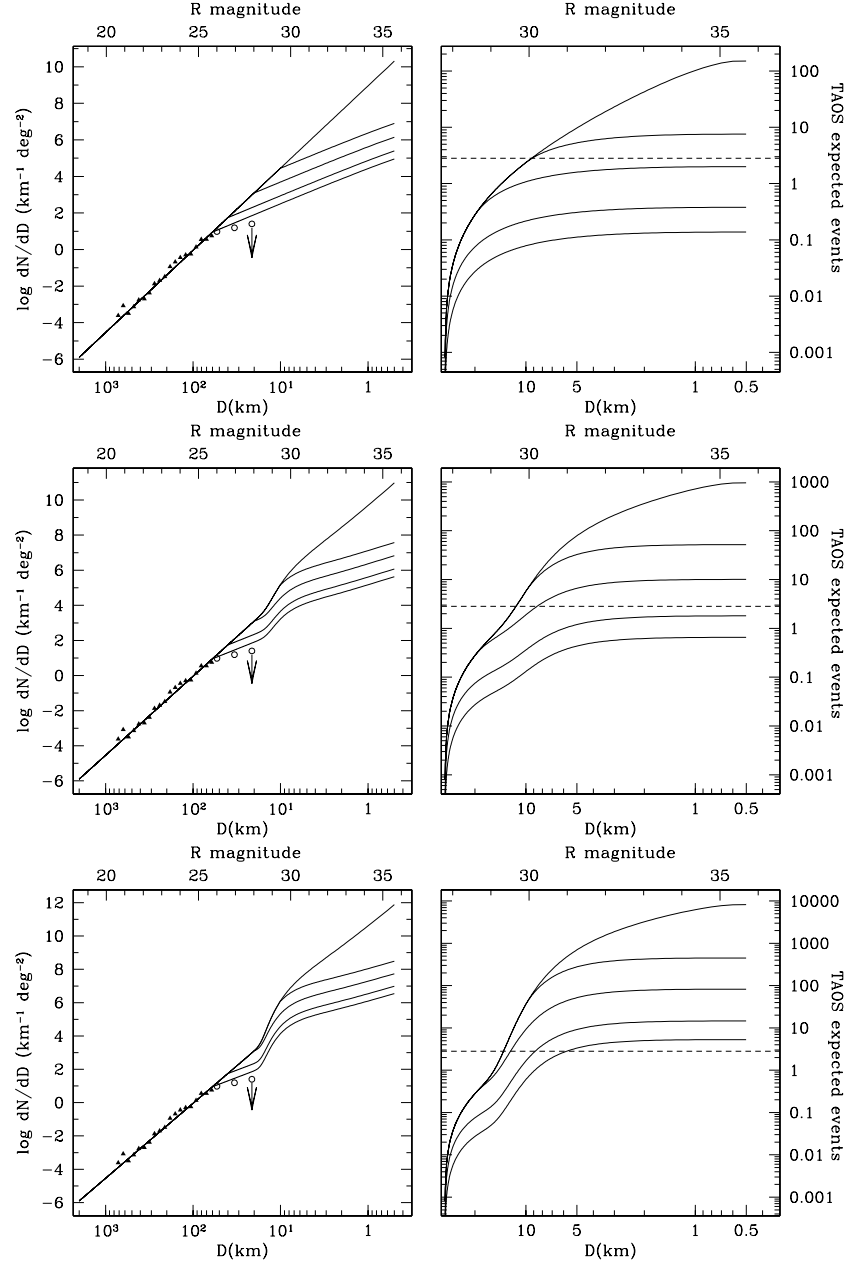 R magnitude R magnitude
20 25 30 35 30 35
10
8
6
4
2
0
−2
−4
−6
log dN/dD (km⁻¹ deg⁻²)
100
10
1
0.1
0.01
0.001
TAOS expected events
10³ 10² 10¹ 1 10 5 1 0.5
D(km) D(km)
R magnitude R magnitude
20 25 30 35 30 35
10
8
6
4
2
0
−2
−4
−6
log dN/dD (km⁻¹ deg⁻²)
1000
100
10
1
0.1
0.01
0.001
TAOS expected events
10³ 10² 10¹ 1 10 5 1 0.5
D(km) D(km)
R magnitude R magnitude
20 25 30 35 30 35
12
10
8
6
4
2
0
−2
−4
−6
log dN/dD (km⁻¹ deg⁻²)
10000
1000
100
10
1
0.1
0.01
0.001
TAOS expected events
10³ 10² 10¹ 1 10 5 1 0.5
D(km) D(km)